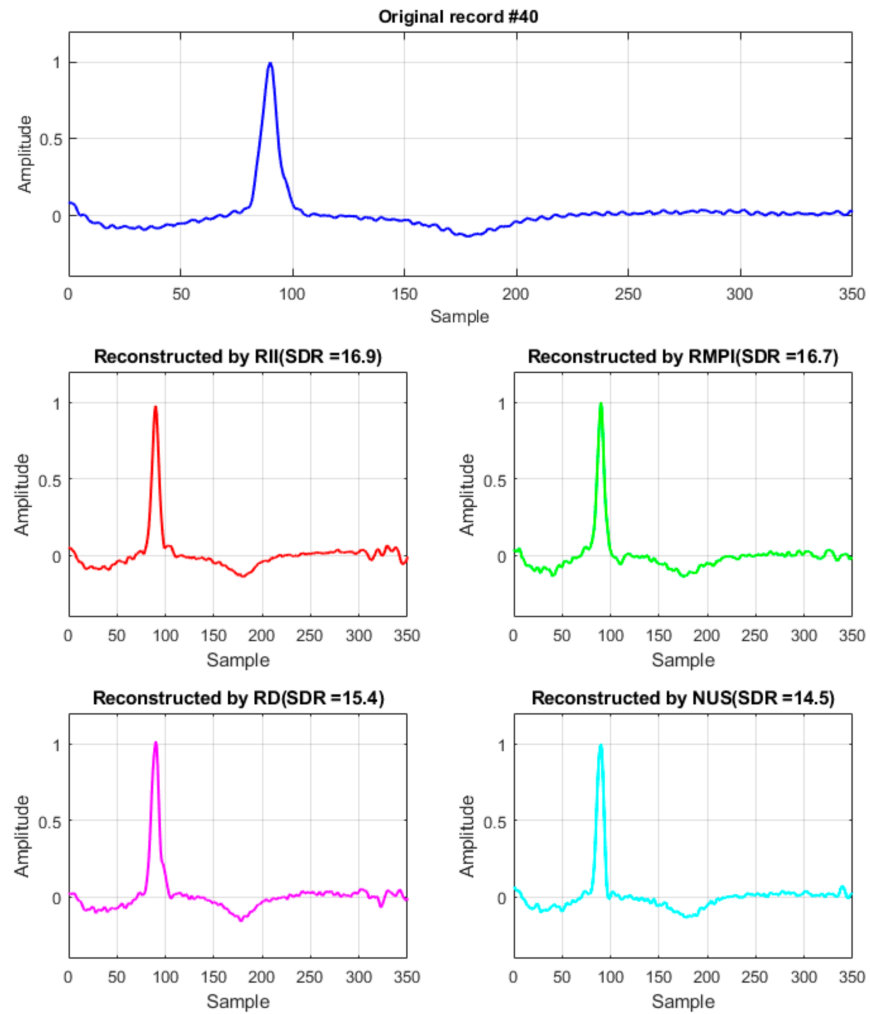 Original record #40
Amplitude
1
0.5
0
0 50 100 150 200 250 300 350
Sample
Reconstructed by RII(SDR =16.9)
Amplitude
1
0.5
0
0 50 100 150 200 250 300 350
Sample
Reconstructed by RMPI(SDR =16.7)
Amplitude
1
0.5
0
0 50 100 150 200 250 300 350
Sample
Reconstructed by RD(SDR =15.4)
Amplitude
1
0.5
0
0 50 100 150 200 250 300 350
Sample
Reconstructed by NUS(SDR =14.5)
Amplitude
1
0.5
0
0 50 100 150 200 250 300 350
Sample